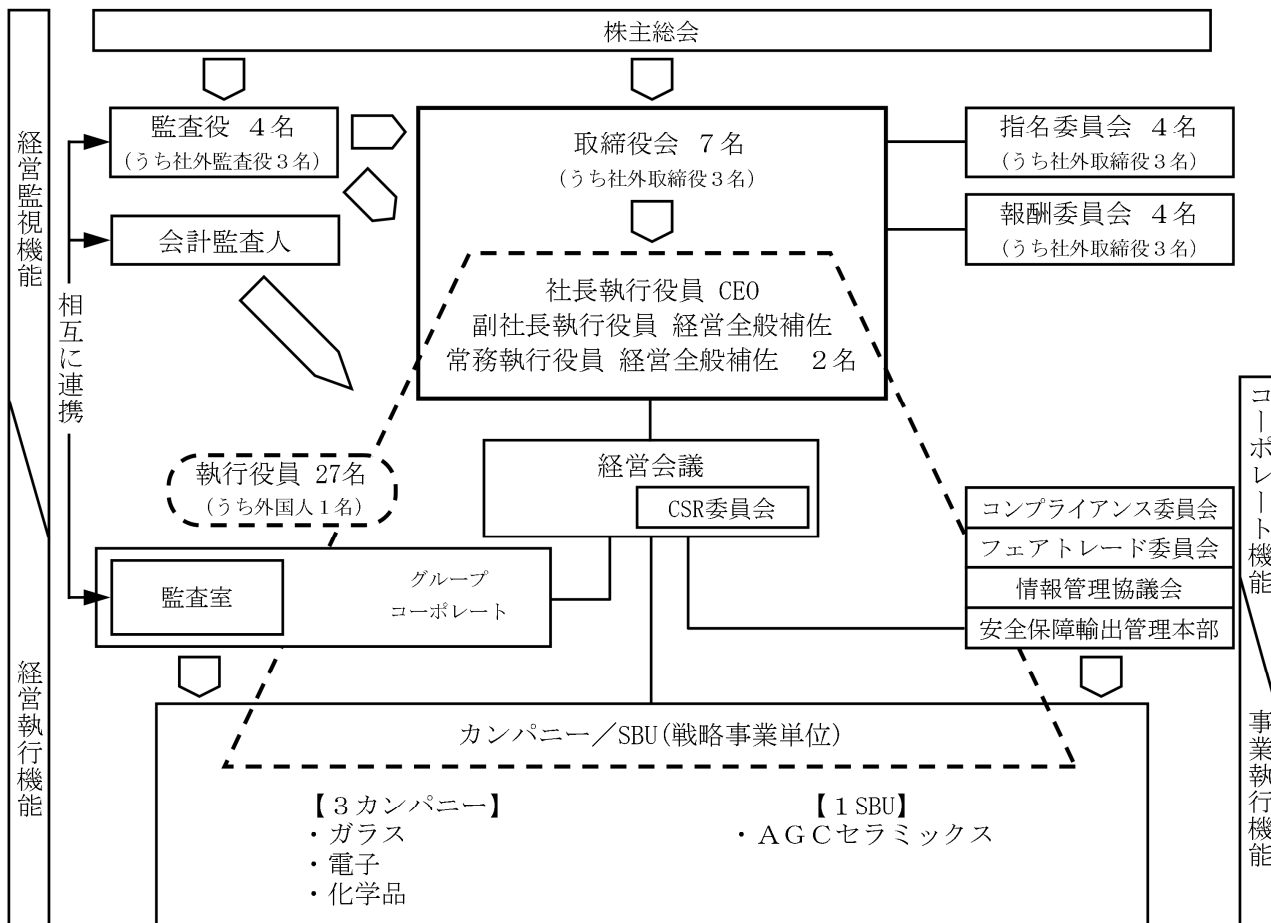 株主総会
経営監視機能
監査役 4名
(うち社外監査役3名)
取締役会 7名
(うち社外取締役3名)
指名委員会 4名
(うち社外取締役3名)
報酬委員会 4名
(うち社外取締役3名)
会計監査人
相互に連携
社長執行役員 CEO
副社長執行役員 経営全般補佐
常務執行役員 経営全般補佐 2名
執行役員 27名
(うち外国人1名)
経営会議
CSR委員会
コンプライアンス委員会
フェアトレード委員会
情報管理協議会
安全保障輸出管理本部
コーポレート機能
監査室
グループ
コーポレート
経営執行機能
カンパニー/SBU(戦略事業単位)
【3カンパニー】
・ガラス
・電子
・化学品
【1SBU】
・AGCセラミックス
事業執行機能